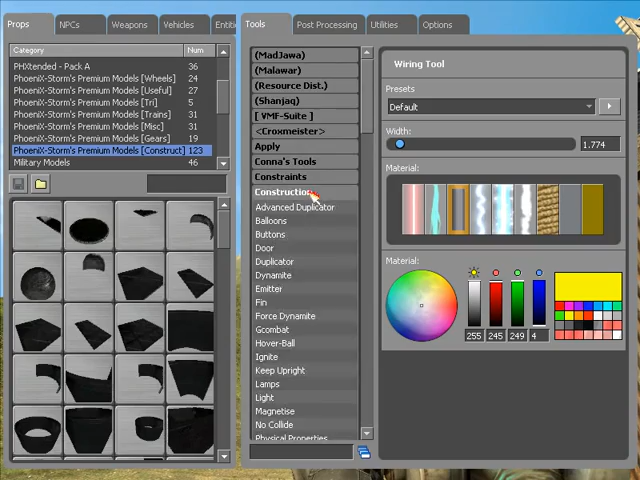 Props NPCs Weapons Vehicles Entiti
Category Num
PHXtended - Pack A 36
PhoeniX-Storm's Premium Models [Wheels] 24
PhoeniX-Storm's Premium Models [Useful] 27
PhoeniX-Storm's Premium Models [Tri] 5
PhoeniX-Storm's Premium Models [Trains] 31
PhoeniX-Storm's Premium Models [Misc] 31
PhoeniX-Storm's Premium Models [Gears] 19
PhoeniX-Storm's Premium Models [Construct] 123
Military Models 46
Tools Post Processing Utilities Options
(MadJawa)
(Malawar)
(Resource Dist.)
(Shanjaq)
[ VMF-Suite ]
<Croxmeister>
Apply
Conna's Tools
Constraints
Construction
Advanced Duplicator
Balloons
Buttons
Door
Duplicator
Dynamite
Emitter
Fin
Force Dynamite
Gcombat
Hover-Ball
Ignite
Keep Upright
Lamps
Light
Magnetise
No Collide
Physical Properties
Wiring Tool
Presets
Default
Width:
1.774
Material:
Material:
255 245 249 4